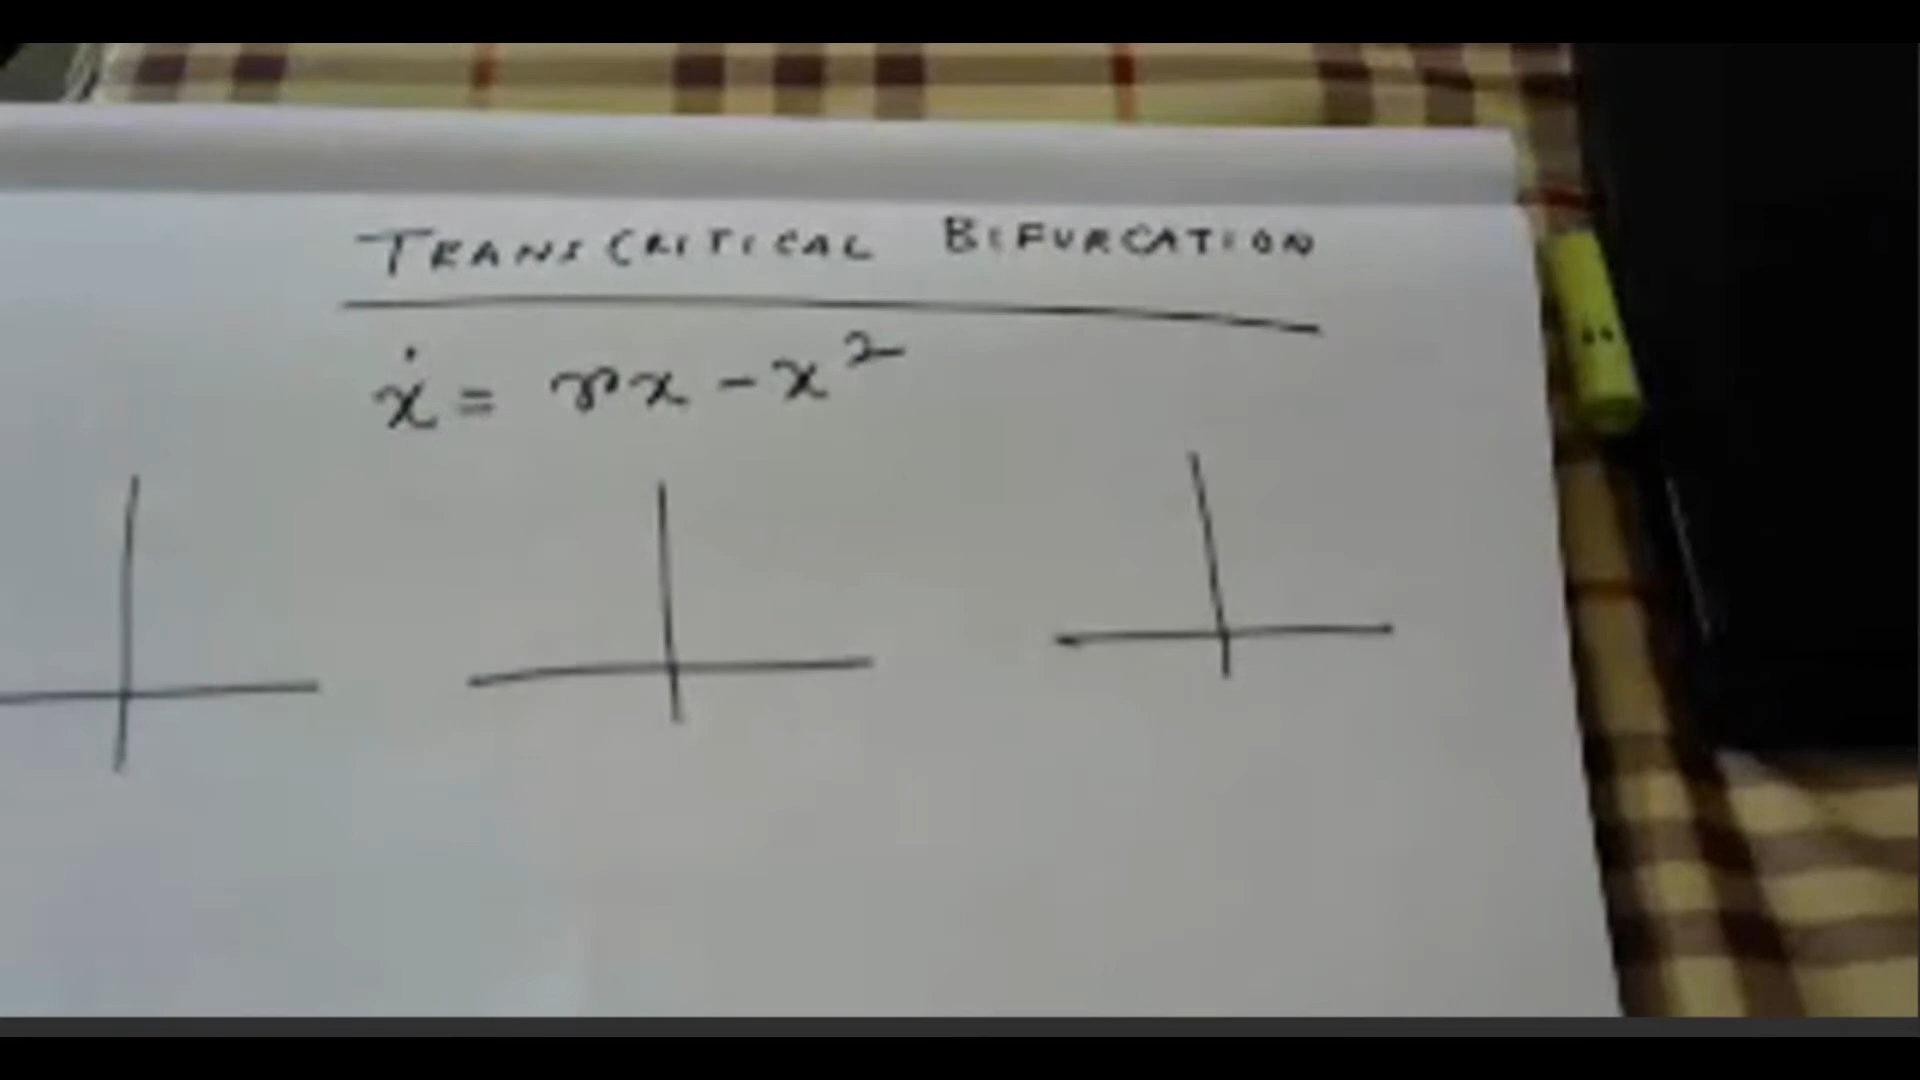 TRANSCRITICAL BIFURCATION
ẋ = rx - x²